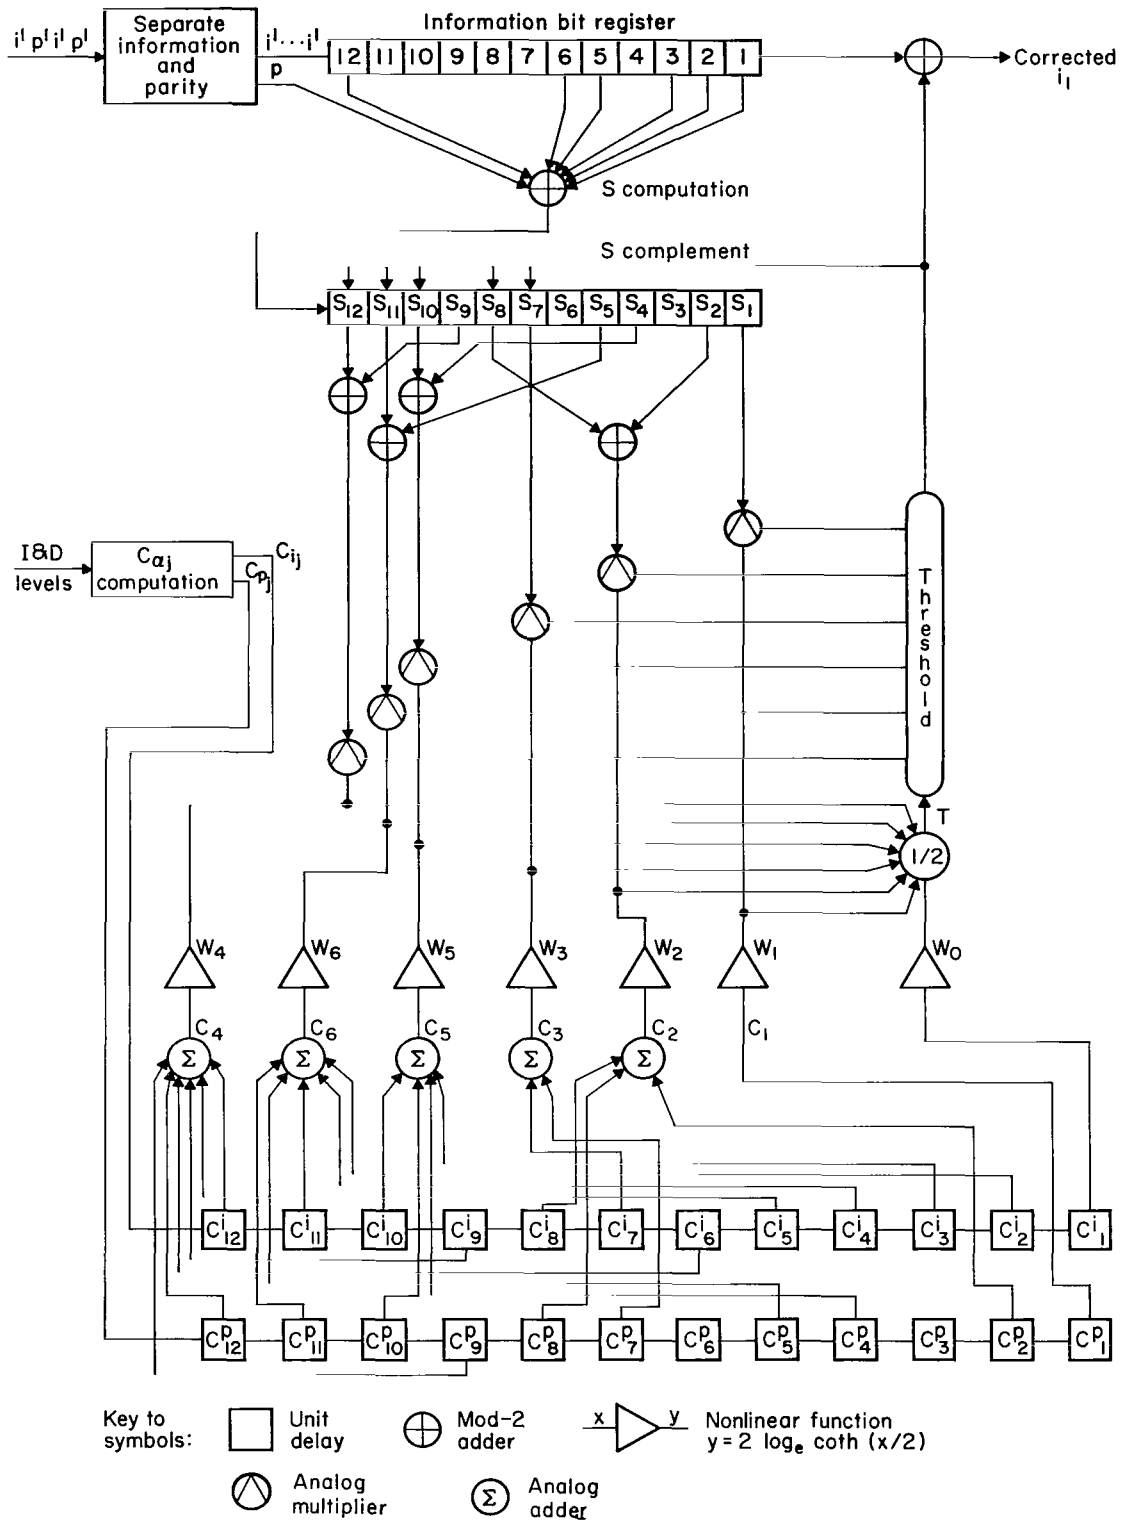 i' p' i' p'
Separate
information
and
parity
i'···i'
p
Information bit register
12 11 10 9 8 7 6 5 4 3 2 1
Corrected
i₁
S computation
S complement
S₁₂ S₁₁ S₁₀ S₉ S₈ S₇ S₆ S₅ S₄ S₃ S₂ S₁
I&D
levels
Cαj
computation
Cij
Cpj
Threshold
T
1/2
W₄ W₆ W₅ W₃ W₂ W₁ W₀
C₄ C₆ C₅ C₃ C₂ C₁
Σ Σ Σ Σ Σ
Cⁱ₁₂ Cⁱ₁₁ Cⁱ₁₀ Cⁱ₉ Cⁱ₈ Cⁱ₇ Cⁱ₆ Cⁱ₅ Cⁱ₄ Cⁱ₃ Cⁱ₂ Cⁱ₁
Cᵖ₁₂ Cᵖ₁₁ Cᵖ₁₀ Cᵖ₉ Cᵖ₈ Cᵖ₇ Cᵖ₆ Cᵖ₅ Cᵖ₄ Cᵖ₃ Cᵖ₂ Cᵖ₁
Key to
symbols:
Unit
delay
Mod-2
adder
x y
Nonlinear function
y = 2 logₑ coth (x/2)
Analog
multiplier
Σ
Analog
adder